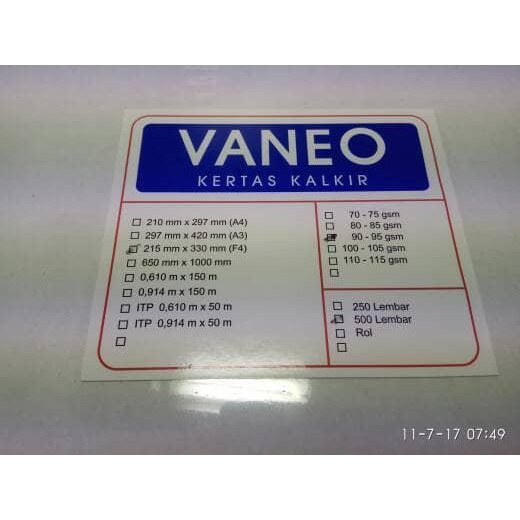 VANEO
KERTAS KALKIR
210 mm x 297 mm (A4)
297 mm x 420 mm (A3)
215 mm x 330 mm (F4)
650 mm x 1000 mm
0,610 m x 150 m
0,914 m x 150 m
ITP 0,610 m x 50 m
ITP 0,914 m x 50 m
70 - 75 gsm
80 - 85 gsm
90 - 95 gsm
100 - 105 gsm
110 - 115 gsm
250 Lembar
500 Lembar
Rol
11-7-17 07:49